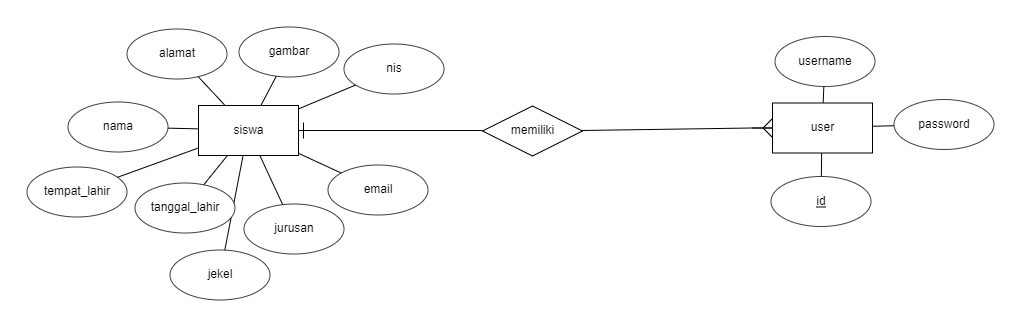 alamat
gambar
nis
nama
siswa
tempat_lahir
tanggal_lahir
jekel
jurusan
email
memiliki
username
user
password
id